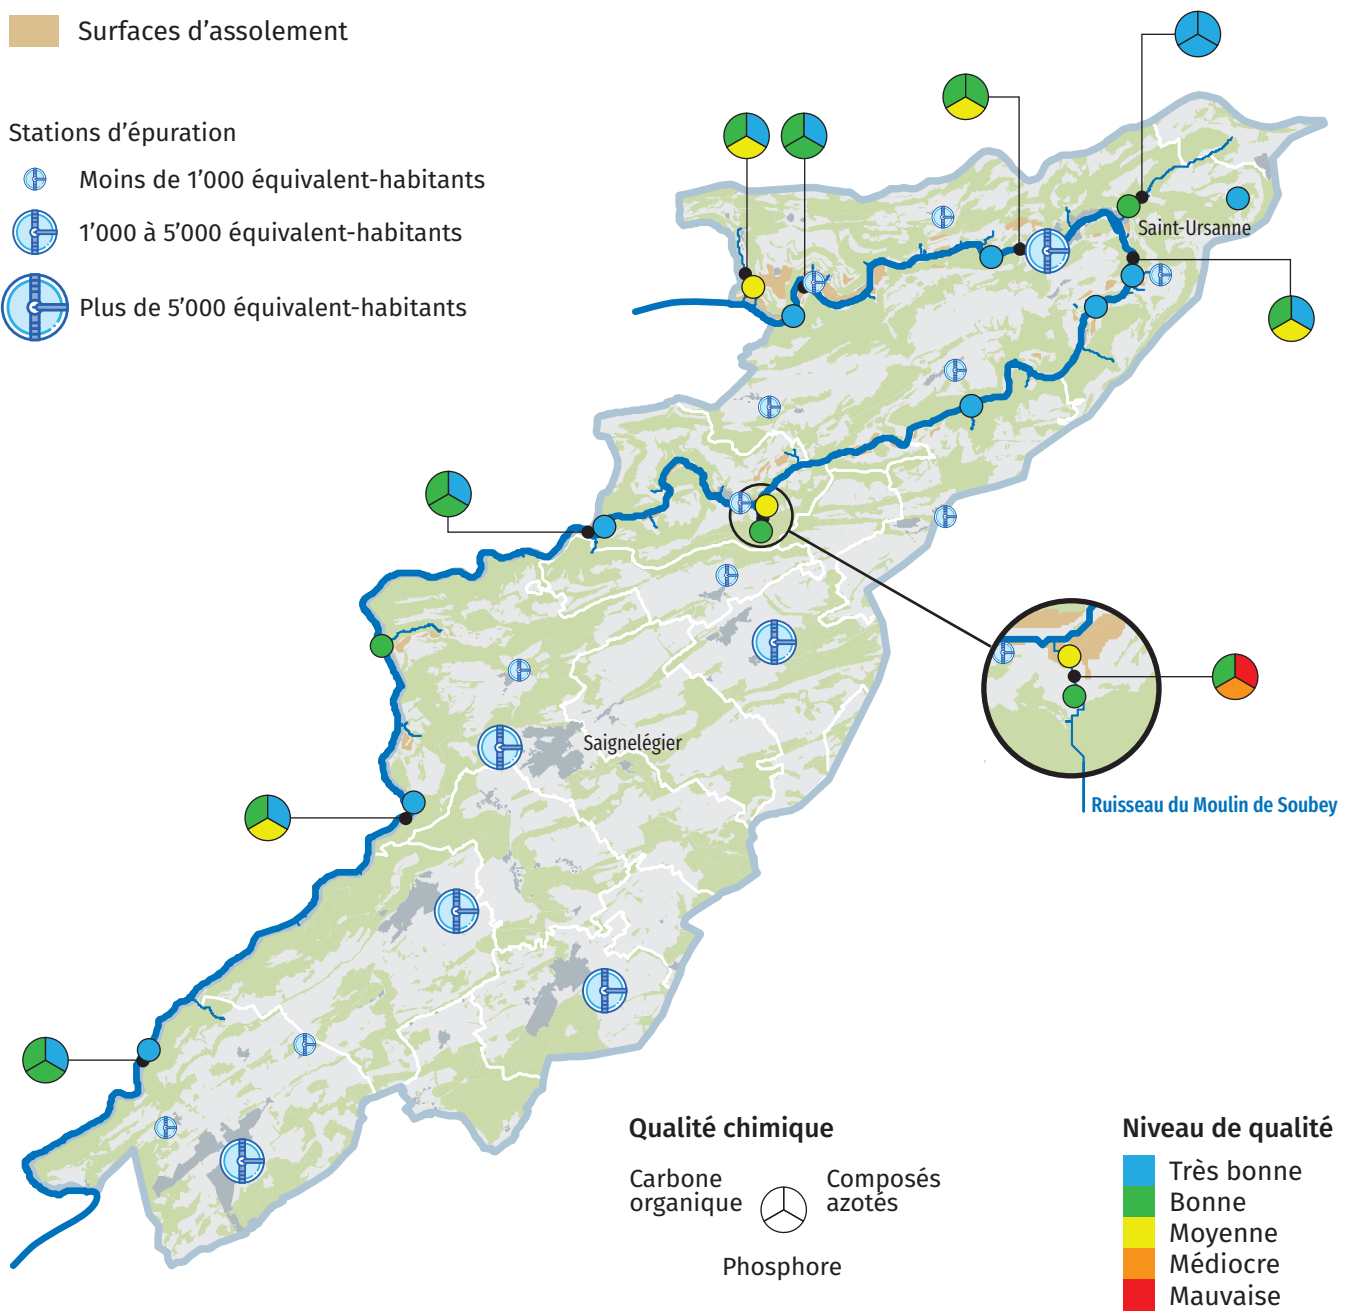 Surfaces d’assolement
Stations d’épuration
Moins de 1’000 équivalent-habitants
1’000 à 5’000 équivalent-habitants
Plus de 5’000 équivalent-habitants
Saint-Ursanne
Saignelégier
Ruisseau du Moulin de Soubey
Qualité chimique
Carbone
organique
Composés
azotés
Phosphore
Niveau de qualité
Très bonne
Bonne
Moyenne
Médiocre
Mauvaise